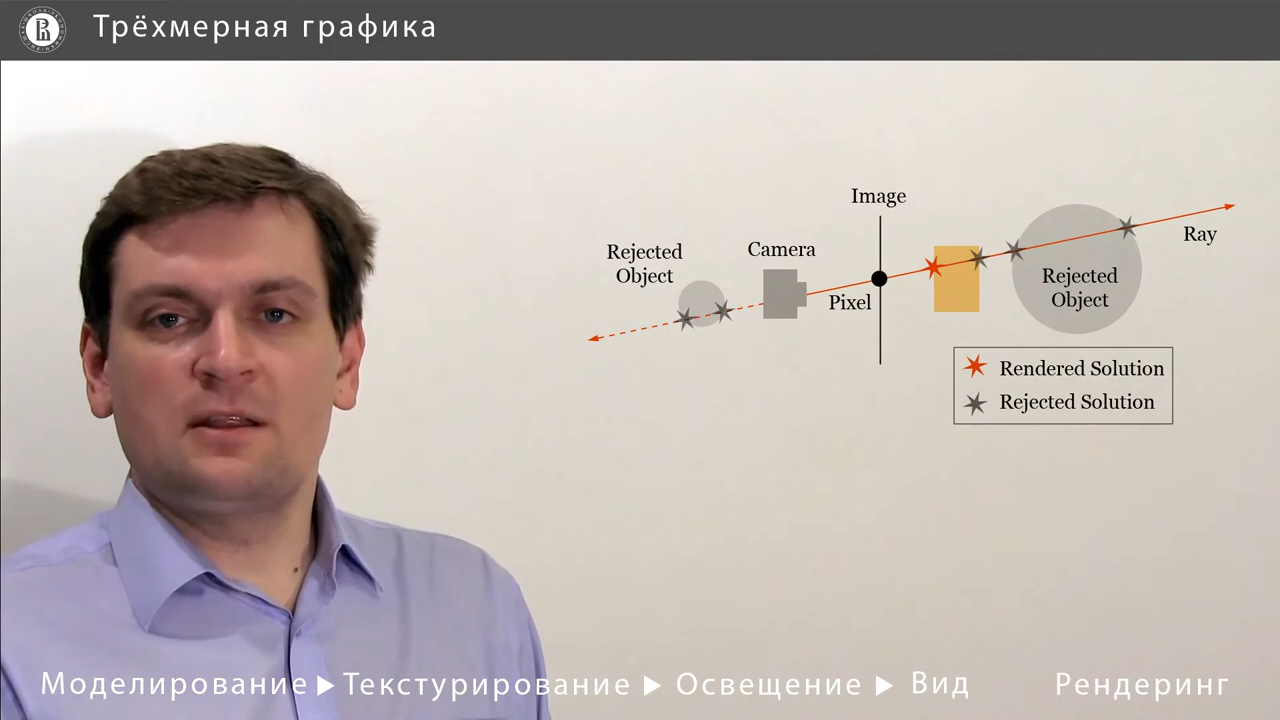 Трёхмерная графика
Image
Rejected
Object
Camera
Ray
Rejected
Object
Pixel
Rendered Solution
Rejected Solution
Моделирование ▶ Текстурирование ▶ Освещение ▶ Вид Рендеринг